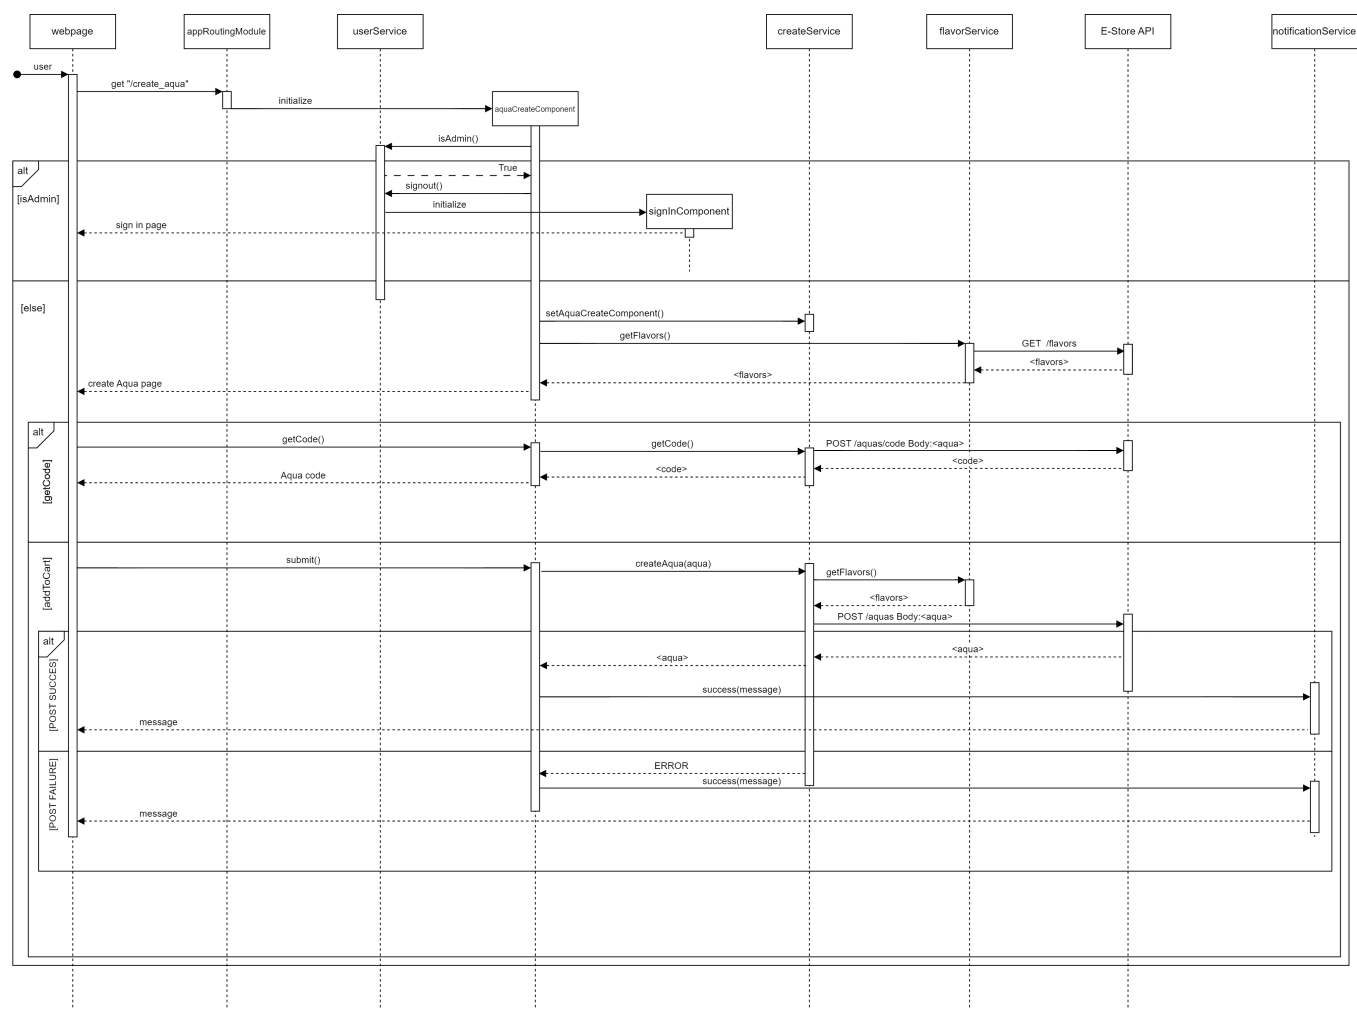 webpage
appRoutingModule
userService
createService
flavorService
E-Store API
notificationService
user
get "/create_aqua"
initialize
aquaCreateComponent
isAdmin()
alt
True
[isAdmin]
signout()
initialize
signInComponent
sign in page
[else]
setAquaCreateComponent()
getFlavors()
GET  /flavors
<flavors>
<flavors>
create Aqua page
alt
getCode()
getCode()
POST /aquas/code Body:<aqua>
[getCode]
<code>
<code>
Aqua code
[addToCart]
submit()
createAqua(aqua)
getFlavors()
<flavors>
POST /aquas Body:<aqua>
alt
[POST SUCCES]
<aqua>
<aqua>
success(message)
message
[POST FAILURE]
ERROR
success(message)
message